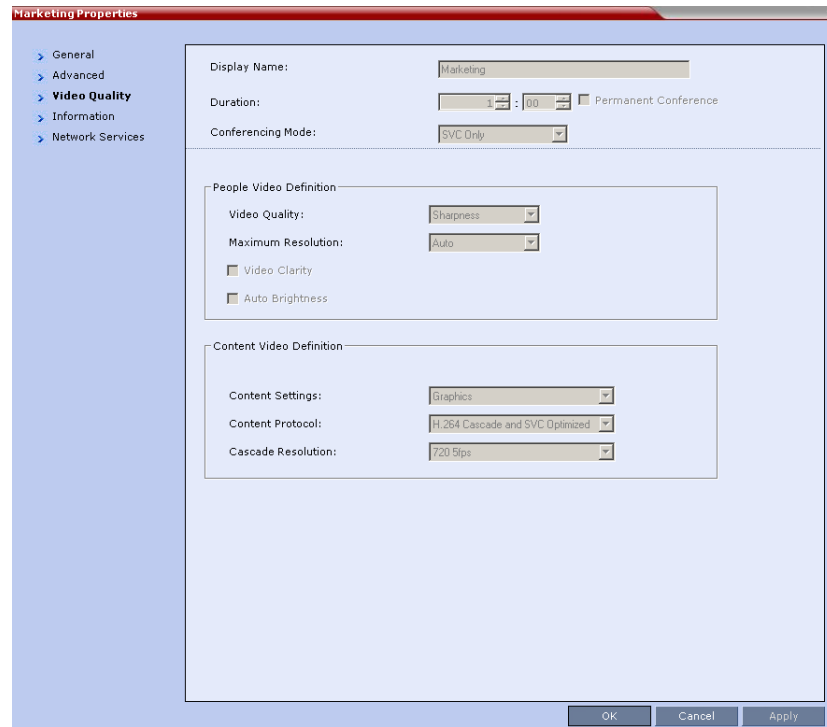 Marketing Properties
General
Advanced
Video Quality
Information
Network Services
Display Name: Marketing
Duration: 1 : 00 Permanent Conference
Conferencing Mode: SVC Only
People Video Definition
Video Quality: Sharpness
Maximum Resolution: Auto
Video Clarity
Auto Brightness
Content Video Definition
Content Settings: Graphics
Content Protocol: H.264 Cascade and SVC Optimized
Cascade Resolution: 720 5fps
OK Cancel Apply